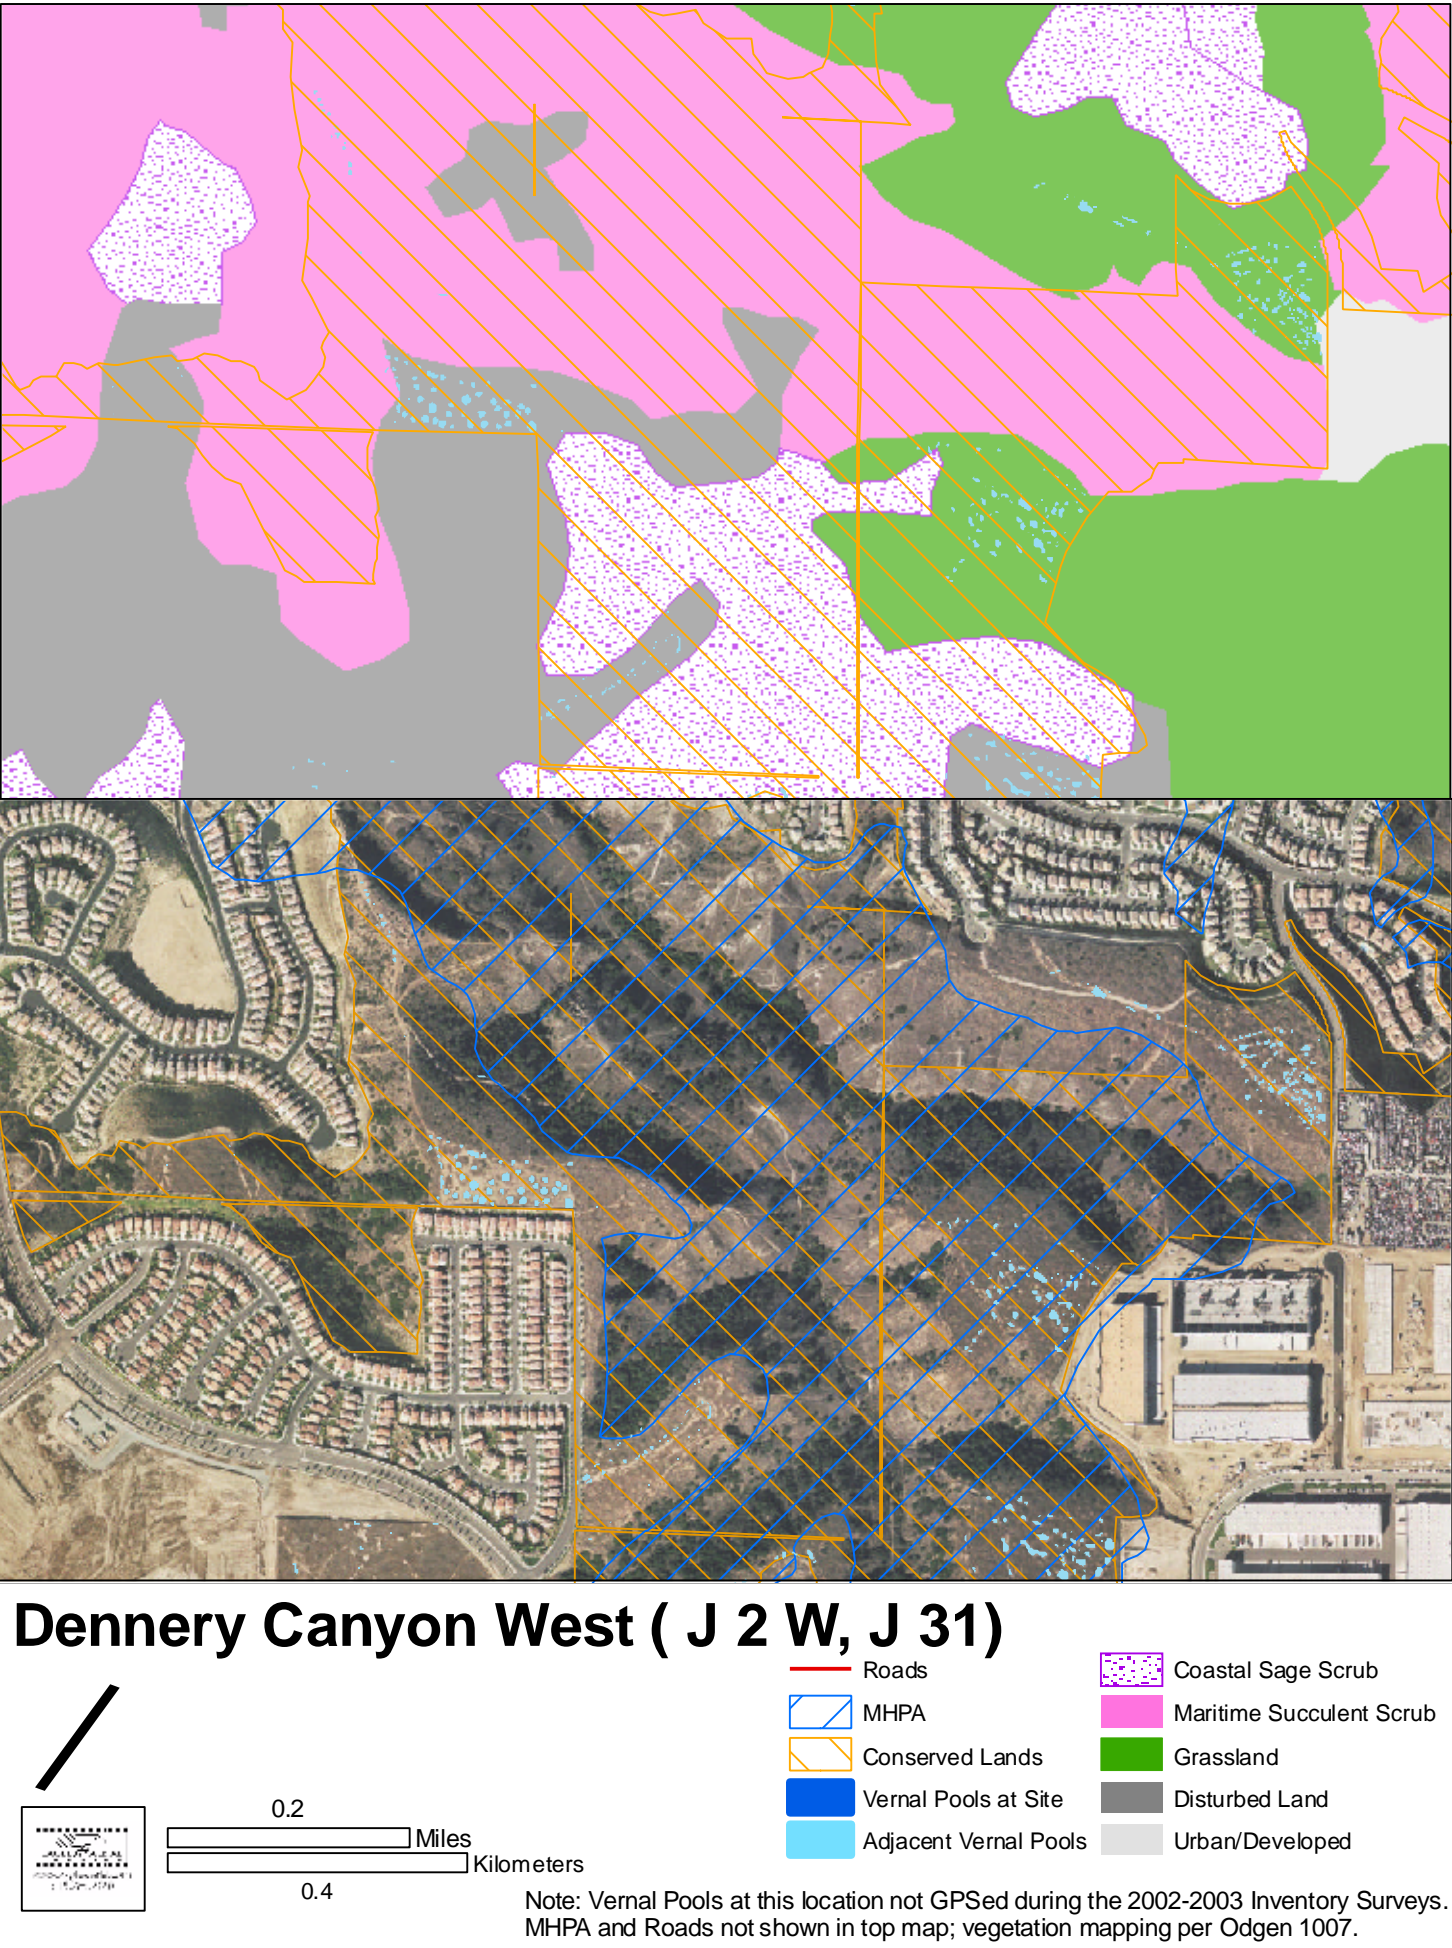 Dennery Canyon West ( J 2 W, J 31)
Roads
MHPA
Conserved Lands
Vernal Pools at Site
Adjacent Vernal Pools
Coastal Sage Scrub
Maritime Succulent Scrub
Grassland
Disturbed Land
Urban/Developed
0.2
Miles
Kilometers
0.4
Note: Vernal Pools at this location not GPSed during the 2002-2003 Inventory Surveys.
MHPA and Roads not shown in top map; vegetation mapping per Odgen 1007.